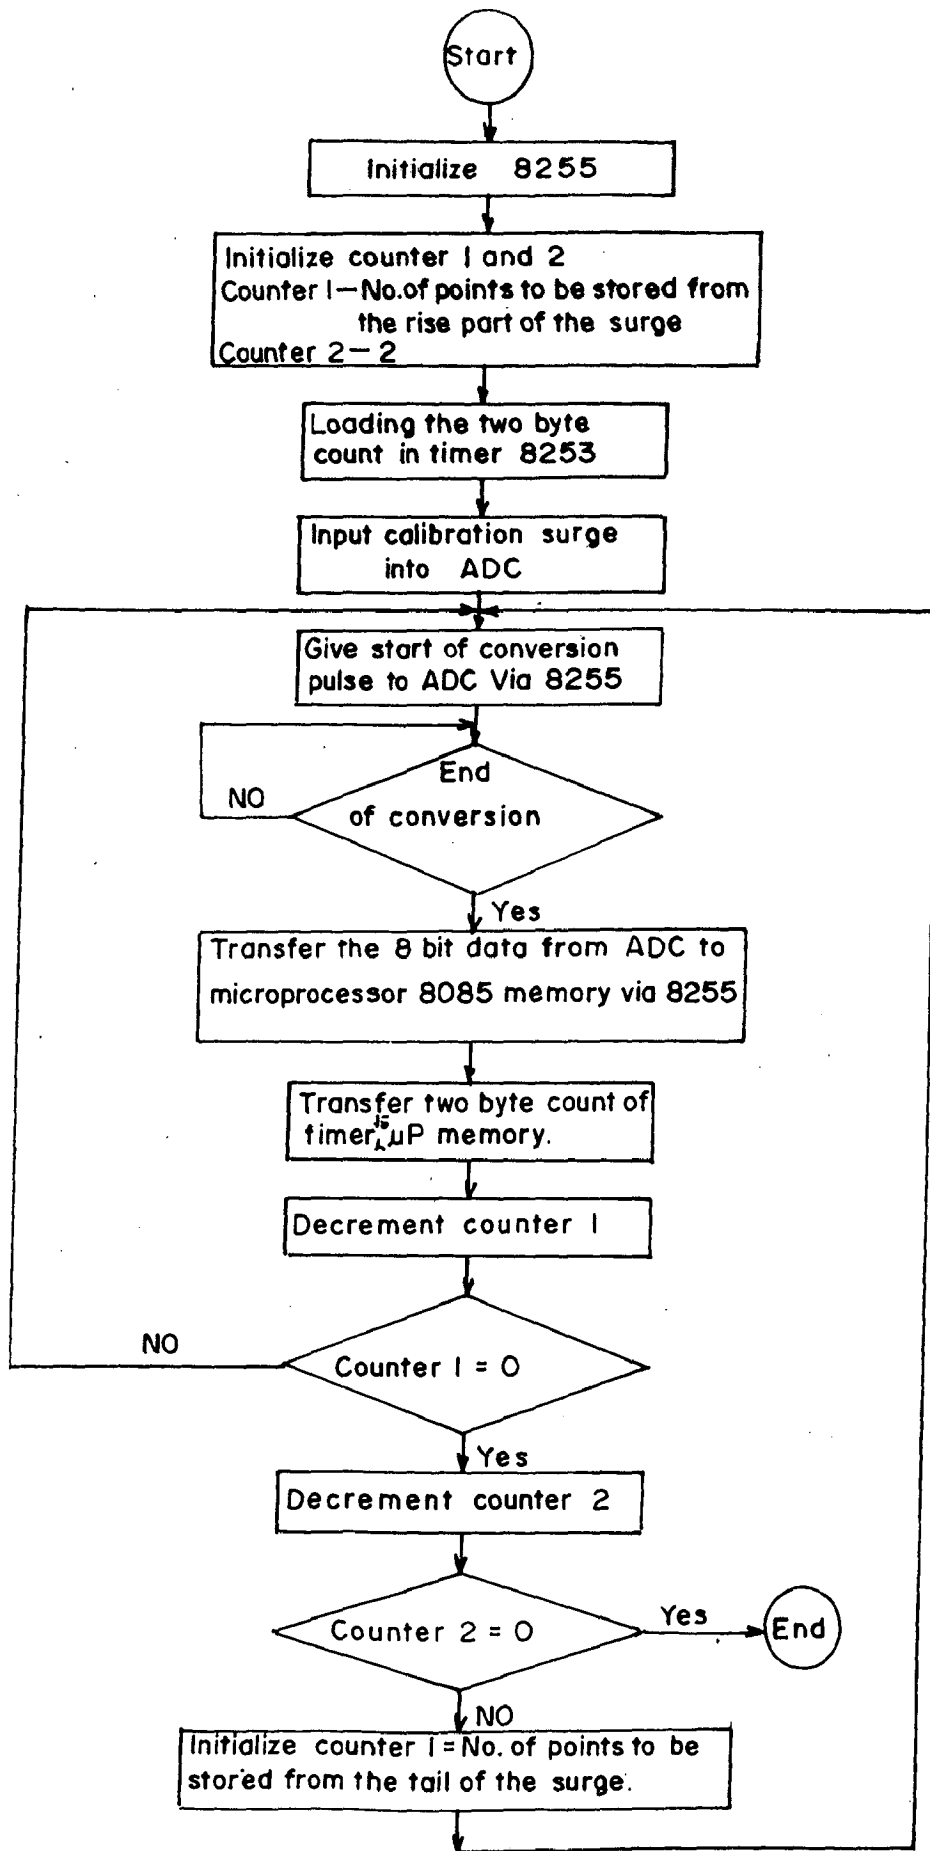 Start
Initialize 8255
Initialize counter 1 and 2
Counter 1-No.of points to be stored from
the rise part of the surge
Counter 2-2
Loading the two byte
count in timer 8253
Input calibration surge
into ADC
Give start of conversion
pulse to ADC Via 8255
End
of conversion
NO
Yes
Transfer the 8 bit data from ADC to
microprocessor 8085 memory via 8255
Transfer two byte count of
timer to μP memory.
Decrement counter 1
Counter 1 = 0
NO
Yes
Decrement counter 2
Counter 2 = 0
Yes
End
NO
Initialize counter 1 = No. of points to be
stored from the tail of the surge.